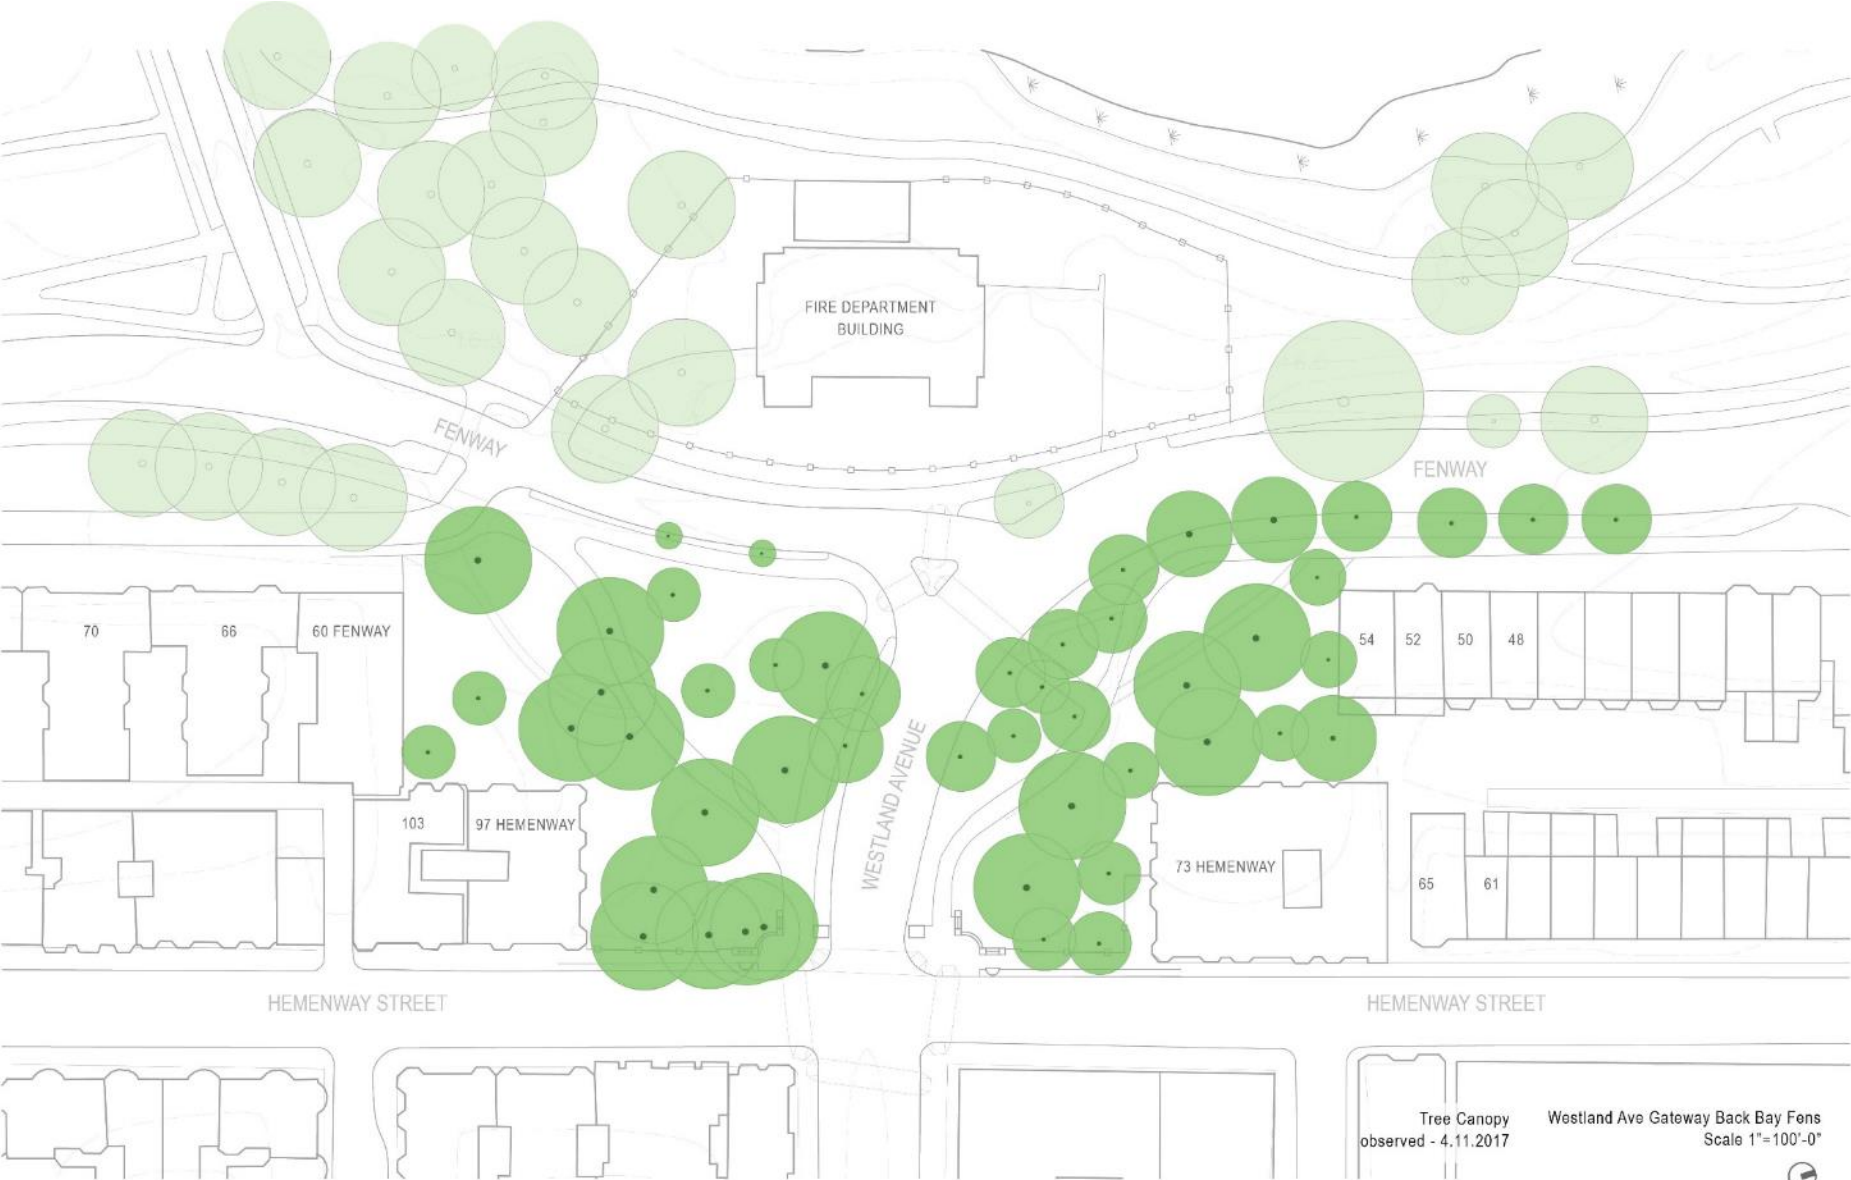 FIRE DEPARTMENT
BUILDING
FENWAY
FENWAY
70
66
60 FENWAY
54
52
50
48
WESTLAND AVENUE
103
97 HEMENWAY
73 HEMENWAY
65
61
HEMENWAY STREET
HEMENWAY STREET
Tree Canopy
observed - 4.11.2017
Westland Ave Gateway Back Bay Fens
Scale 1"=100'-0"